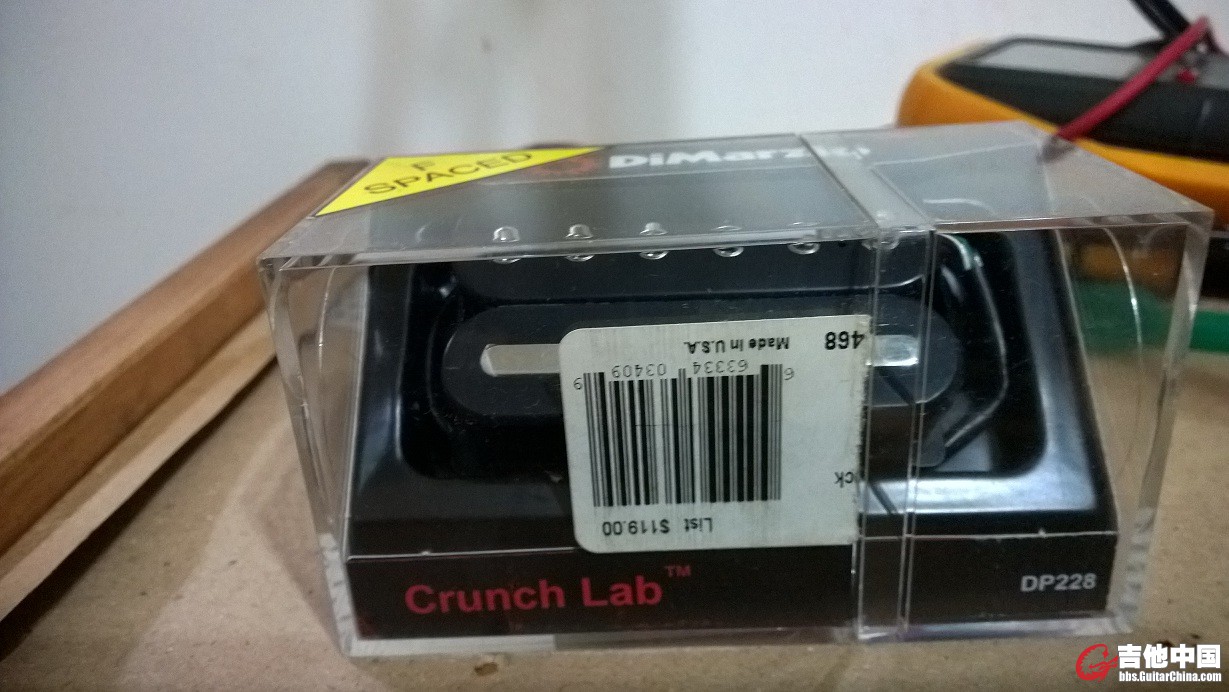 F
SPACED
DiMarzio
468
Made in U.S.A.
6 63334 03409 9
ck
List $119.00
Crunch Lab™
DP228
吉他中国
bbs.GuitarChina.com